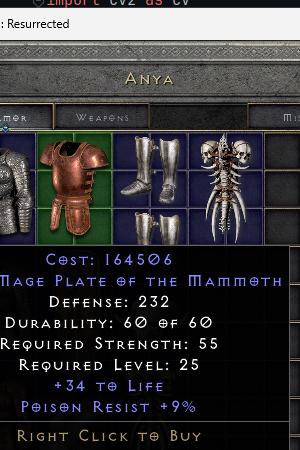 import cv2 as cv
: Resurrected
Anya
Weapons
Cost: 164506
Mage Plate of the Mammoth
Defense: 232
Durability: 60 of 60
Required Strength: 55
Required Level: 25
+34 to Life
Poison Resist +9%
Right Click to Buy